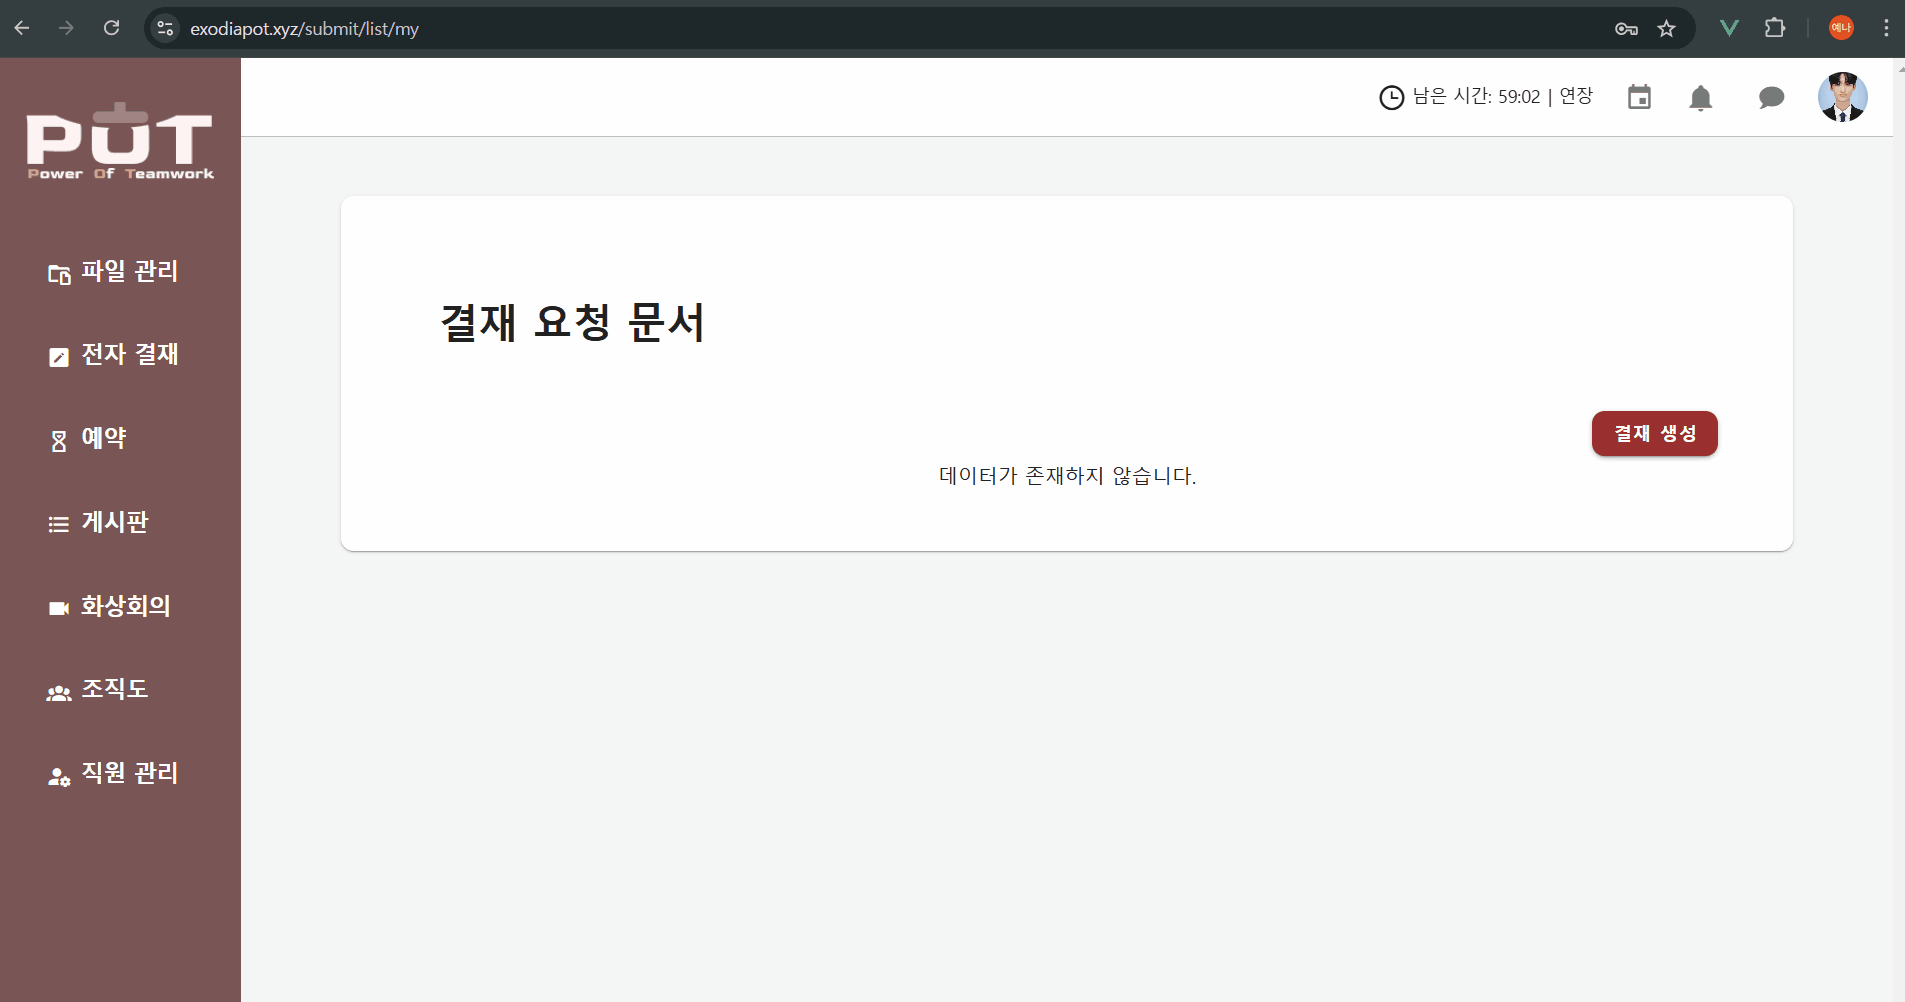 exodiapot.xyz/submit/list/my
예나
POT
Power Of Teamwork
남은 시간: 59:02 | 연장
파일 관리
전자 결재
예약
게시판
화상회의
조직도
직원 관리
결재 요청 문서
결재 생성
데이터가 존재하지 않습니다.